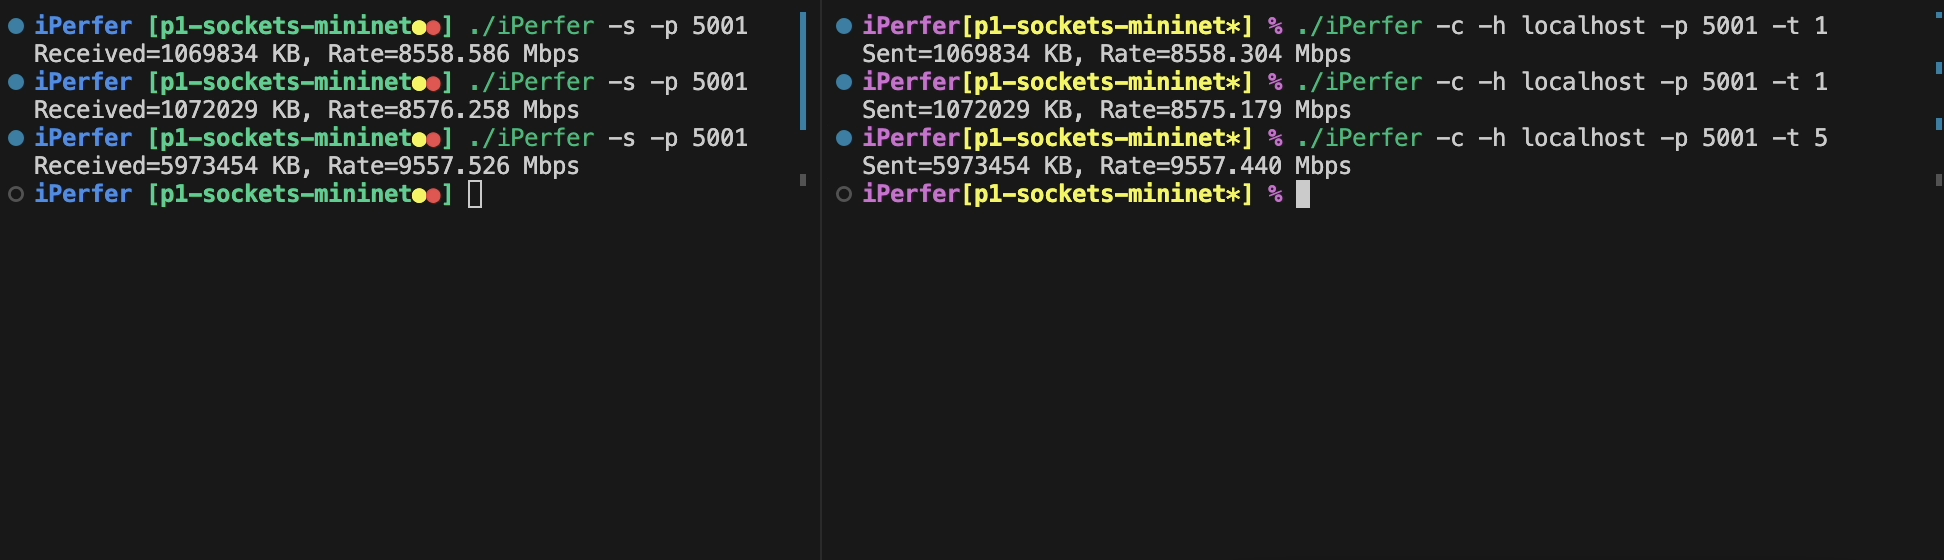 iPerfer [p1-sockets-mininet] ./iPerfer -s -p 5001
Received=1069834 KB, Rate=8558.586 Mbps
iPerfer [p1-sockets-mininet] ./iPerfer -s -p 5001
Received=1072029 KB, Rate=8576.258 Mbps
iPerfer [p1-sockets-mininet] ./iPerfer -s -p 5001
Received=5973454 KB, Rate=9557.526 Mbps
iPerfer [p1-sockets-mininet]
iPerfer[p1-sockets-mininet*] % ./iPerfer -c -h localhost -p 5001 -t 1
Sent=1069834 KB, Rate=8558.304 Mbps
iPerfer[p1-sockets-mininet*] % ./iPerfer -c -h localhost -p 5001 -t 1
Sent=1072029 KB, Rate=8575.179 Mbps
iPerfer[p1-sockets-mininet*] % ./iPerfer -c -h localhost -p 5001 -t 5
Sent=5973454 KB, Rate=9557.440 Mbps
iPerfer[p1-sockets-mininet*] %